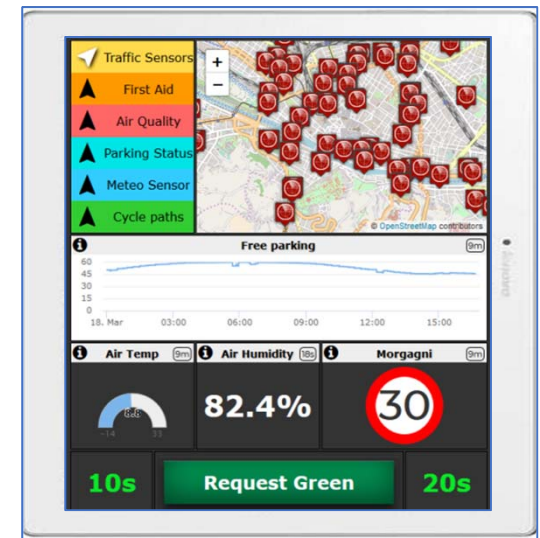 Traffic Sensors
First Aid
Air Quality
Parking Status
Meteo Sensor
Cycle paths
+
−
© OpenStreetMap contributors
Free parking
9m
60
45
30
15
0
18. Mar 03:00 06:00 09:00 12:00 15:00
Air Temp 9m
Air Humidity 18s
Morgagni 9m
-14 33
82.4%
30
10s
Request Green
20s